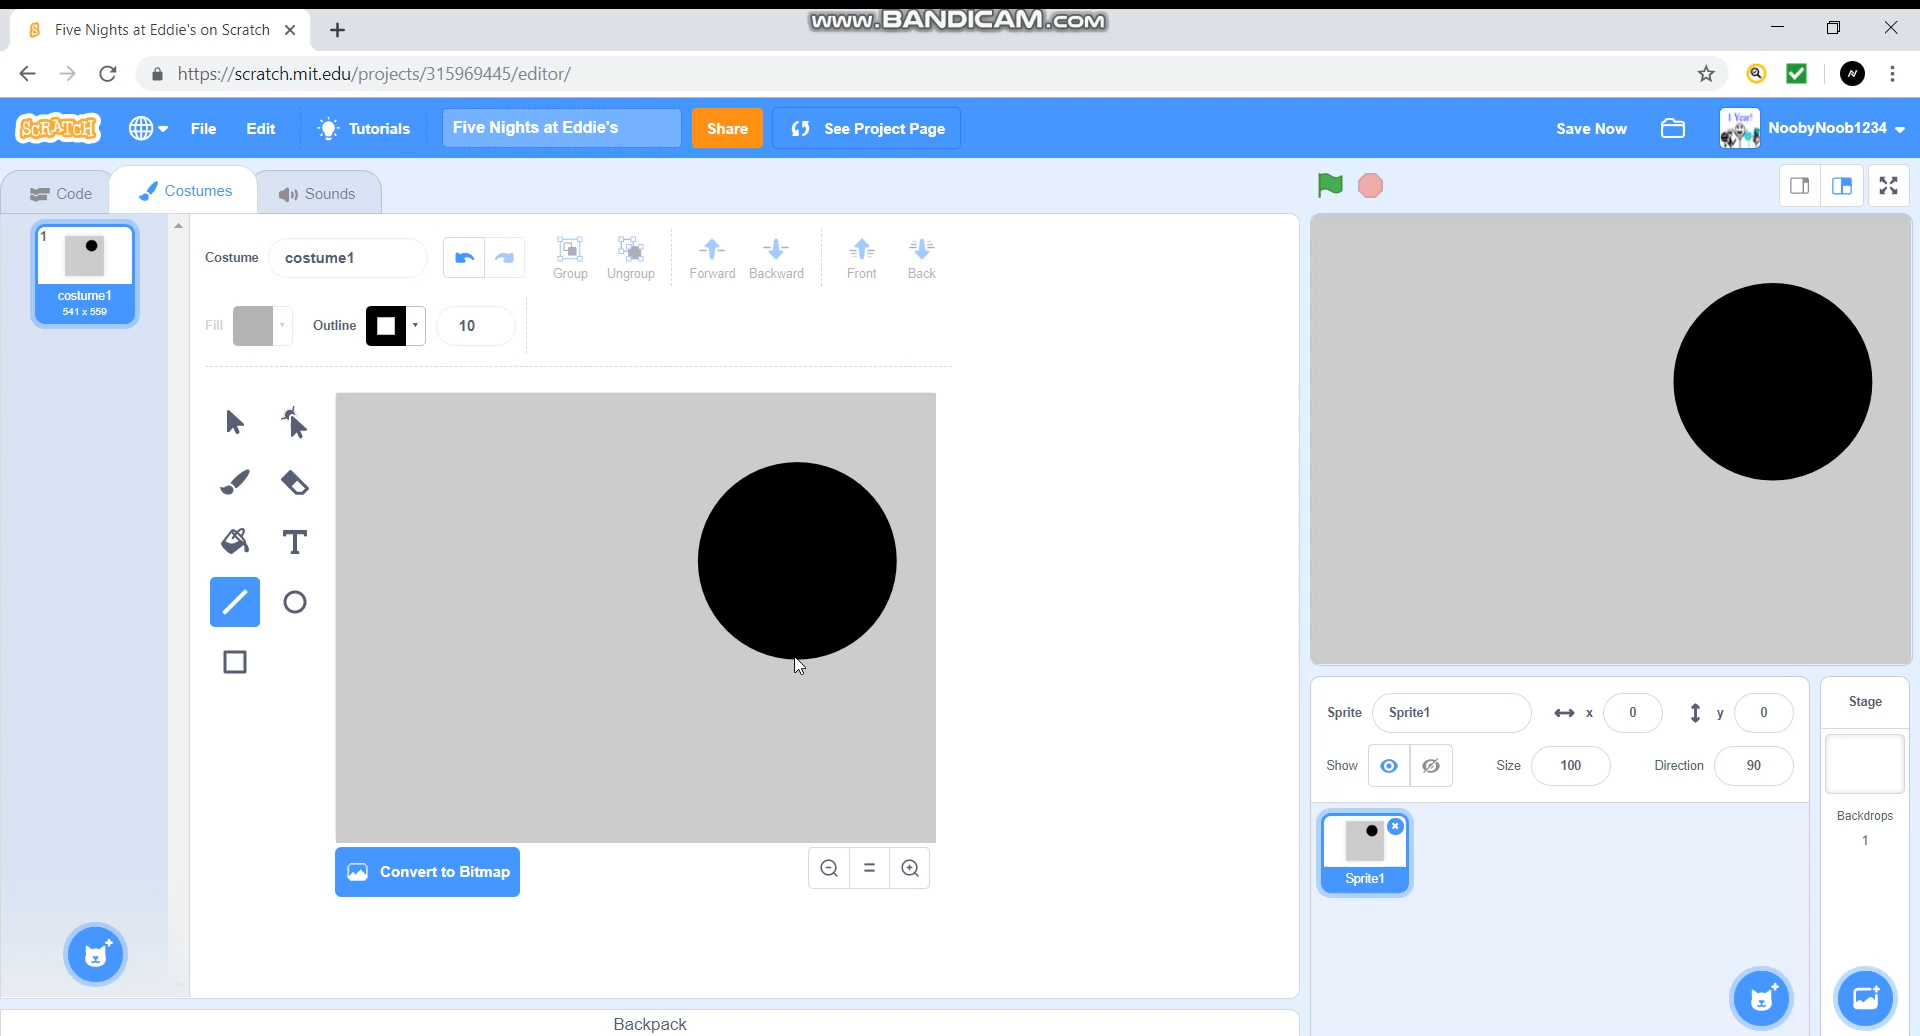 www.BANDICAM.com
Five Nights at Eddie's on Scratch
https://scratch.mit.edu/projects/315969445/editor/
SCRATCH
File
Edit
Tutorials
Five Nights at Eddie's
Share
See Project Page
Save Now
1 Year!
NoobyNoob1234
Code
Costumes
Sounds
1
costume1
541 x 559
Costume
costume1
Group
Ungroup
Forward
Backward
Front
Back
Fill
Outline
10
T
Convert to Bitmap
Sprite
Sprite1
x
0
y
0
Show
Size
100
Direction
90
Sprite1
Stage
Backdrops
1
Backpack